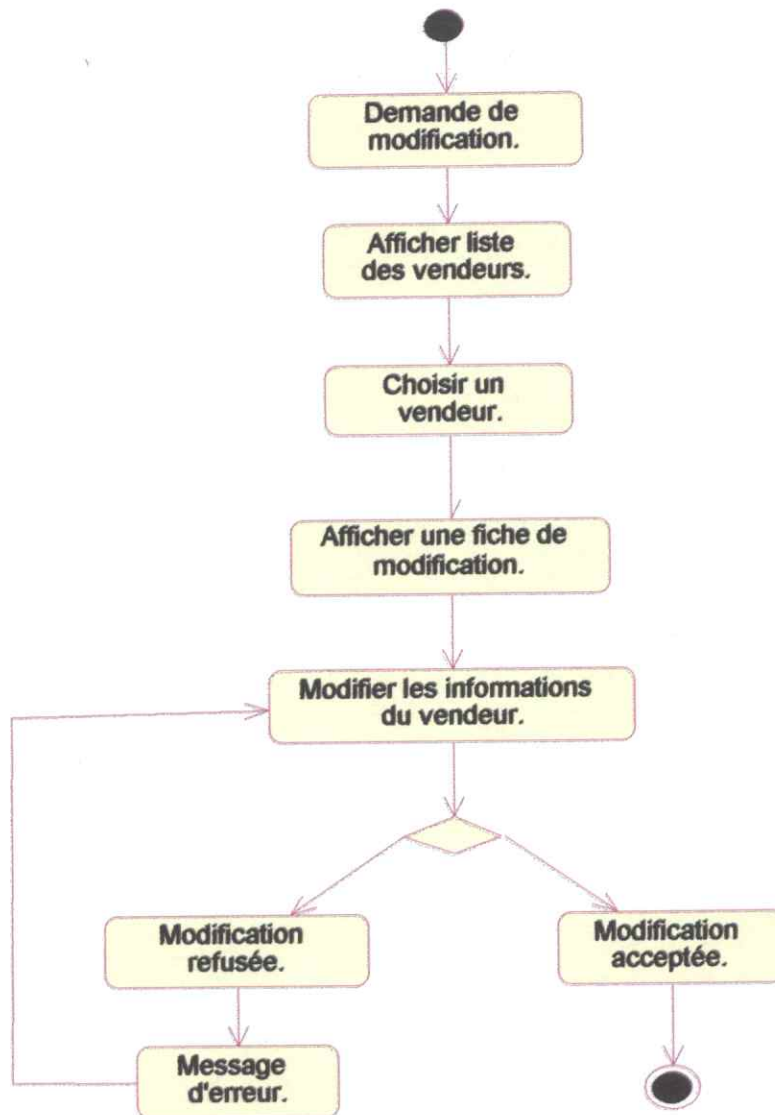 Demande de
modification.
Afficher liste
des vendeurs.
Choisir un
vendeur.
Afficher une fiche de
modification.
Modifier les informations
du vendeur.
Modification
refusée.
Modification
acceptée.
Message
d'erreur.